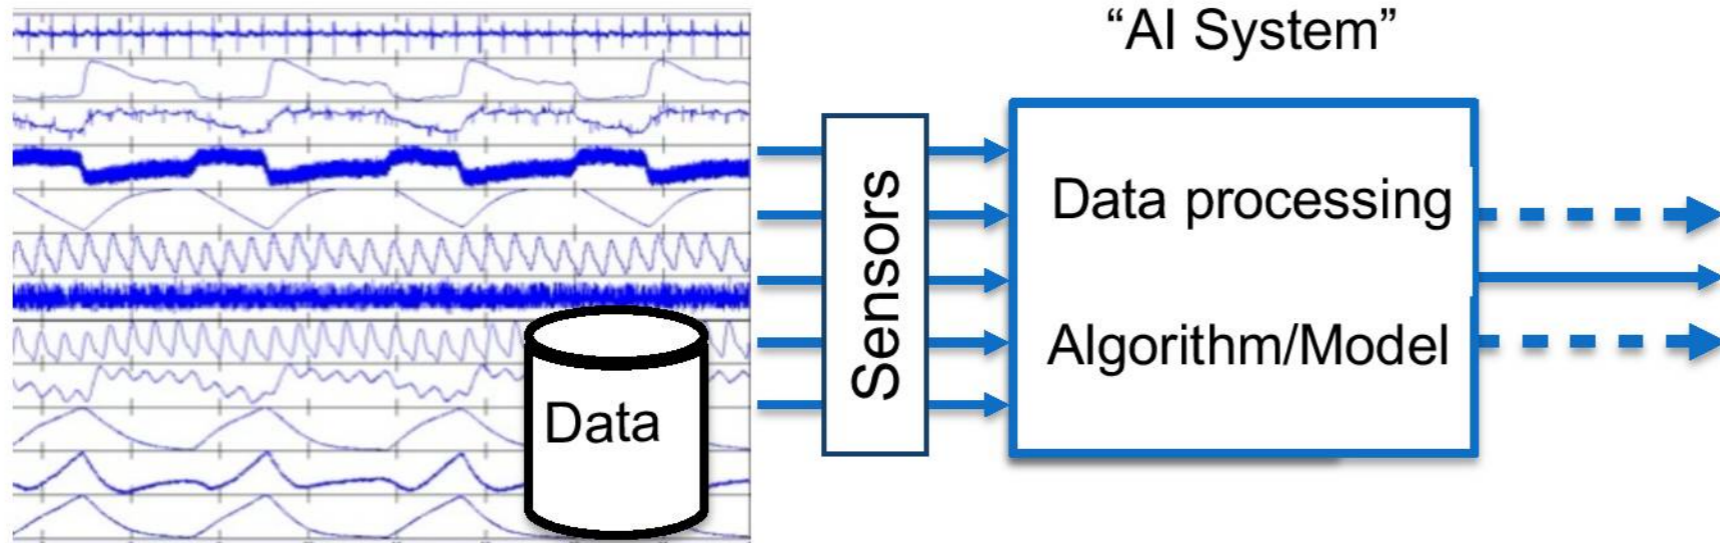 “AI System”
Data processing
Sensors
Algorithm/Model
Data